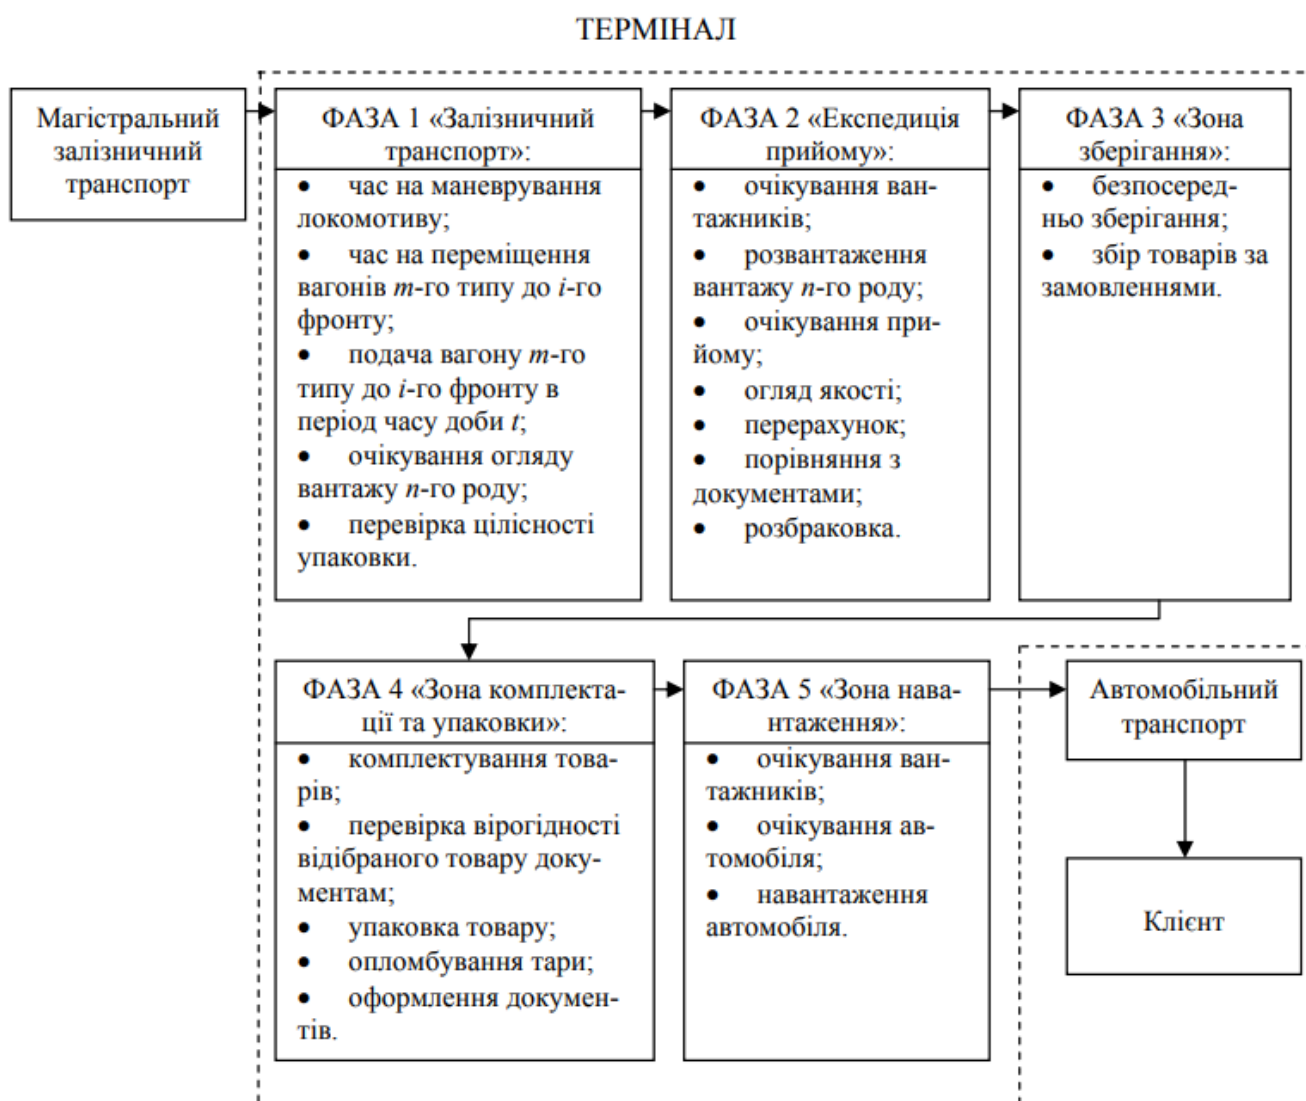 ТЕРМІНАЛ
Магістральний
залізничний
транспорт
ФАЗА 1 «Залізничний
транспорт»:
• час на маневрування
локомотиву;
• час на переміщення
вагонів m-го типу до i-го
фронту;
• подача вагону m-го
типу до i-го фронту в
період часу доби t;
• очікування огляду
вантажу n-го роду;
• перевірка цілісності
упаковки.
ФАЗА 2 «Експедиція
прийому»:
• очікування ван-
тажників;
• розвантаження
вантажу n-го роду;
• очікування при-
йому;
• огляд якості;
• перерахунок;
• порівняння з
документами;
• розбраковка.
ФАЗА 3 «Зона
зберігання»:
• безпосеред-
ньо зберігання;
• збір товарів за
замовленнями.
ФАЗА 4 «Зона комплекта-
ції та упаковки»:
• комплектування това-
рів;
• перевірка вірогідності
відібраного товару доку-
ментам;
• упаковка товару;
• опломбування тари;
• оформлення докумен-
тів.
ФАЗА 5 «Зона нава-
нтаження»:
• очікування ван-
тажників;
• очікування ав-
томобіля;
• навантаження
автомобіля.
Автомобільний
транспорт
Клієнт